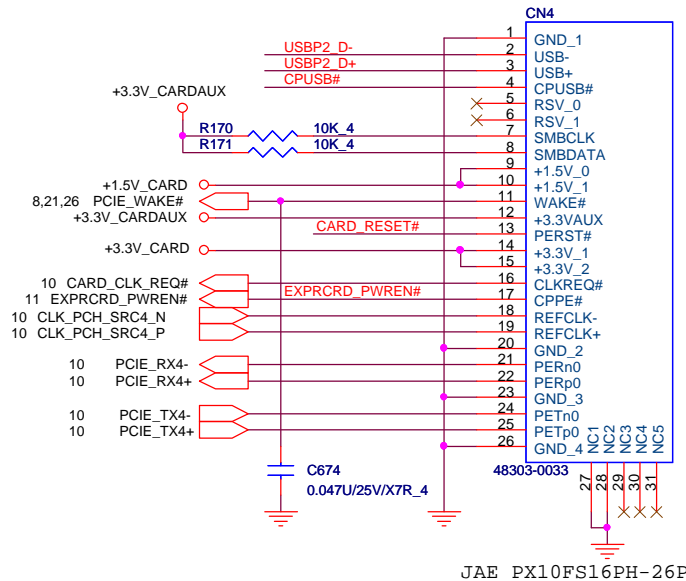 CN4
1 GND_1
USBP2_D- 2 USB-
USBP2_D+ 3 USB+
CPUSB# 4 CPUSB#
+3.3V_CARDAUX 5 RSV_0
6 RSV_1
R170 10K_4 7 SMBCLK
R171 10K_4 8 SMBDATA
9 +1.5V_0
+1.5V_CARD 10 +1.5V_1
8,21,26 PCIE_WAKE# 11 WAKE#
+3.3V_CARDAUX 12 +3.3VAUX
CARD_RESET# 13 PERST#
+3.3V_CARD 14 +3.3V_1
15 +3.3V_2
10 CARD_CLK_REQ# 16 CLKREQ#
11 EXPRCRD_PWREN# EXPRCRD_PWREN# 17 CPPE#
10 CLK_PCH_SRC4_N 18 REFCLK-
10 CLK_PCH_SRC4_P 19 REFCLK+
20 GND_2
10 PCIE_RX4- 21 PERn0
10 PCIE_RX4+ 22 PERp0
23 GND_3
10 PCIE_TX4- 24 PETn0
10 PCIE_TX4+ 25 PETp0
26 GND_4
NC1 NC2 NC3 NC4 NC5
48303-0033
27 28 29 30 31
C674
0.047U/25V/X7R_4
JAE PX10FS16PH-26P